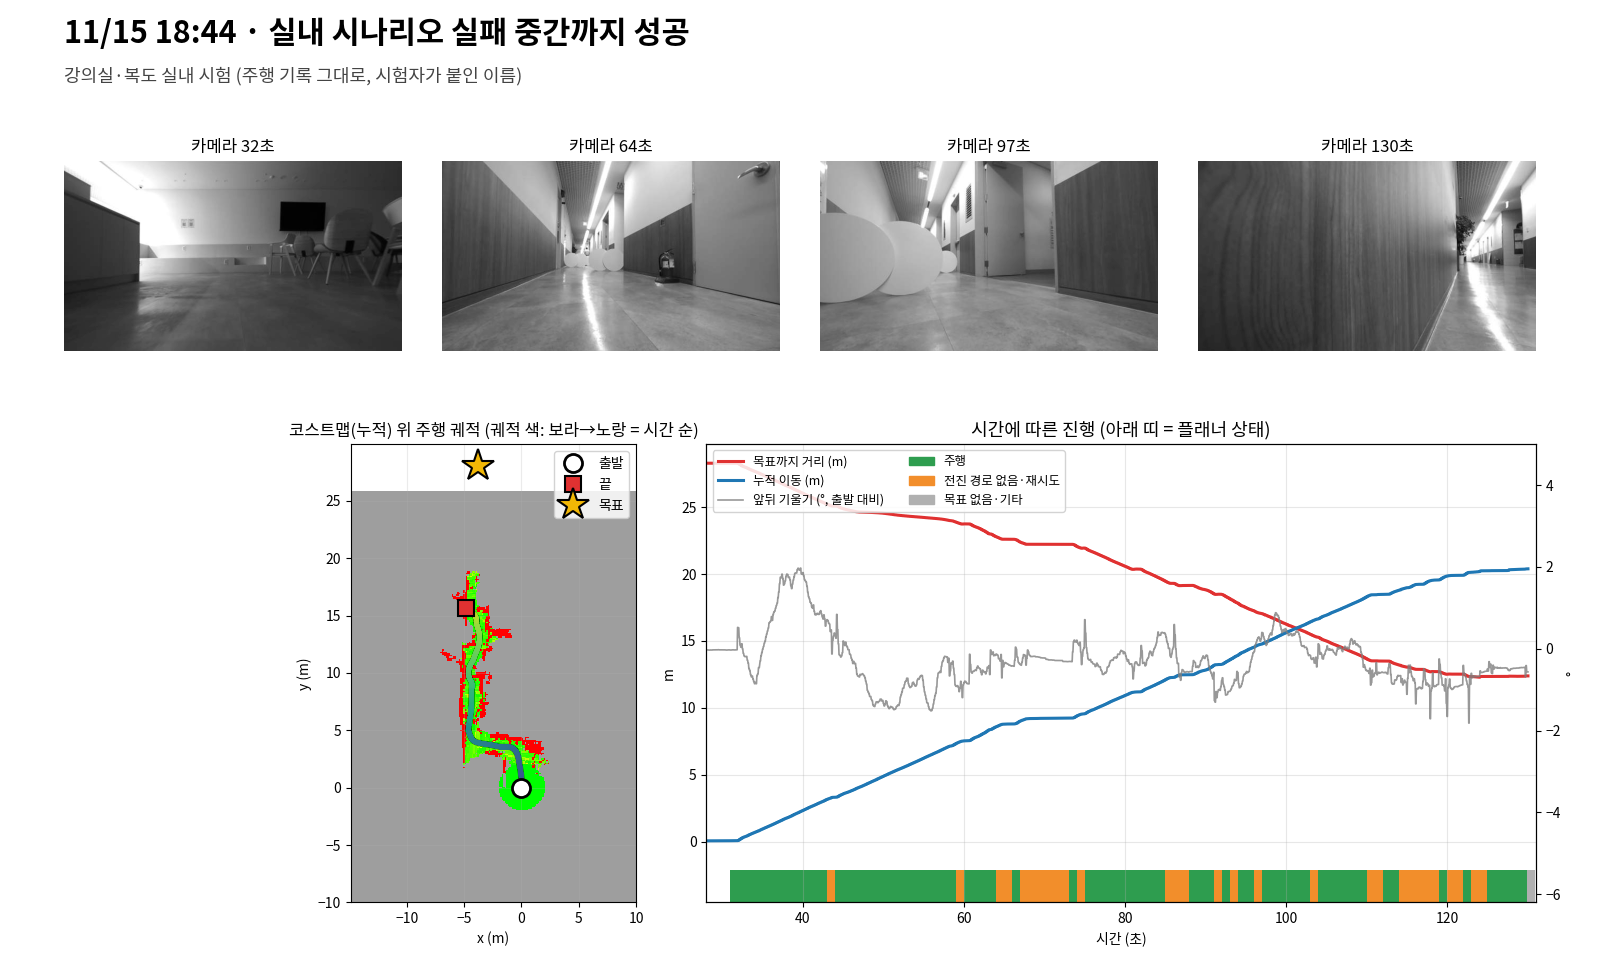 11/15 18:44 · 실내 시나리오 실패 중간까지 성공
강의실·복도 실내 시험 (주행 기록 그대로, 시험자가 붙인 이름)
카메라 32초
카메라 64초
카메라 97초
카메라 130초
코스트맵(누적) 위 주행 궤적 (궤적 색: 보라→노랑 = 시간 순)
출발
끝
목표
25
20
15
10
5
0
−5
−10
y (m)
−10
−5
0
5
10
x (m)
시간에 따른 진행 (아래 띠 = 플래너 상태)
목표까지 거리 (m)
누적 이동 (m)
앞뒤 기울기 (°, 출발 대비)
주행
전진 경로 없음·재시도
목표 없음·기타
25
20
15
10
5
0
m
4
2
0
−2
−4
−6
°
40
60
80
100
120
시간 (초)